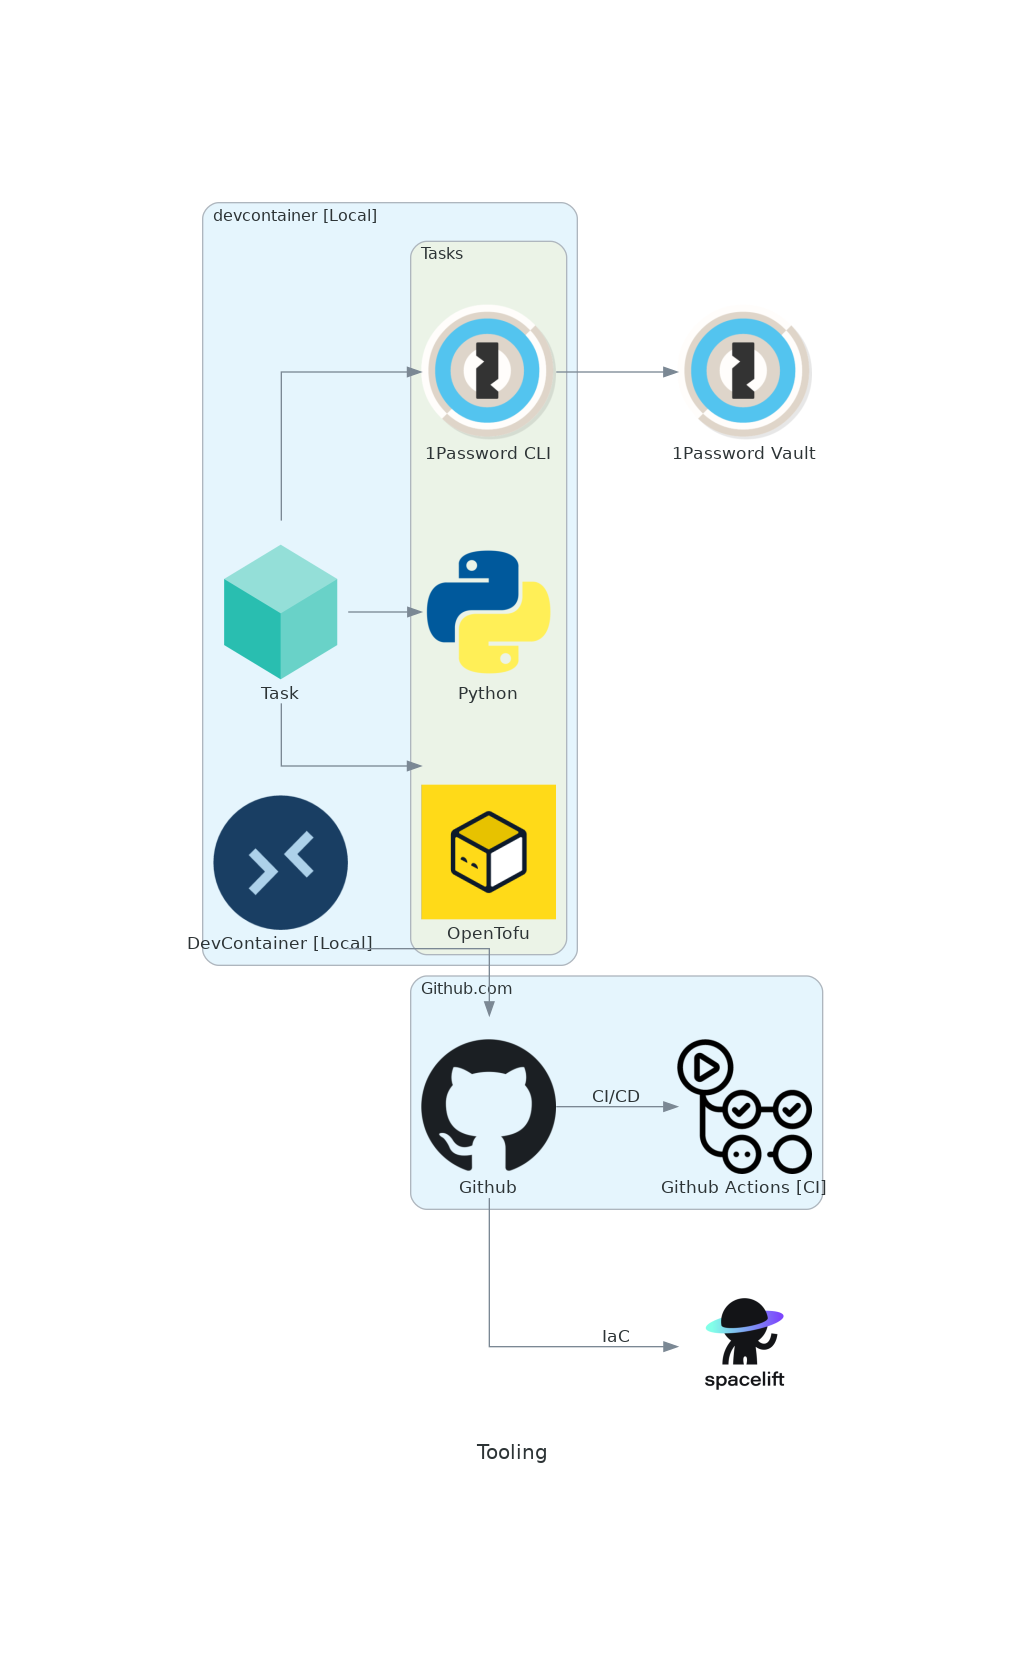 devcontainer [Local]
Tasks
1Password CLI
1Password Vault
Task
Python
DevContainer [Local]
OpenTofu
Github.com
CI/CD
Github
Github Actions [CI]
IaC
spacelift
Tooling